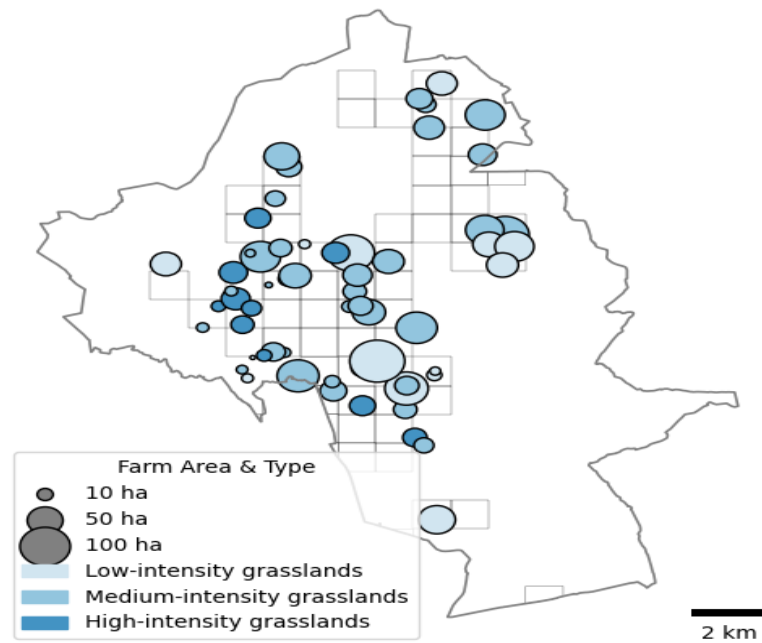 Farm Area & Type
10 ha
50 ha
100 ha
Low-intensity grasslands
Medium-intensity grasslands
High-intensity grasslands
2 km